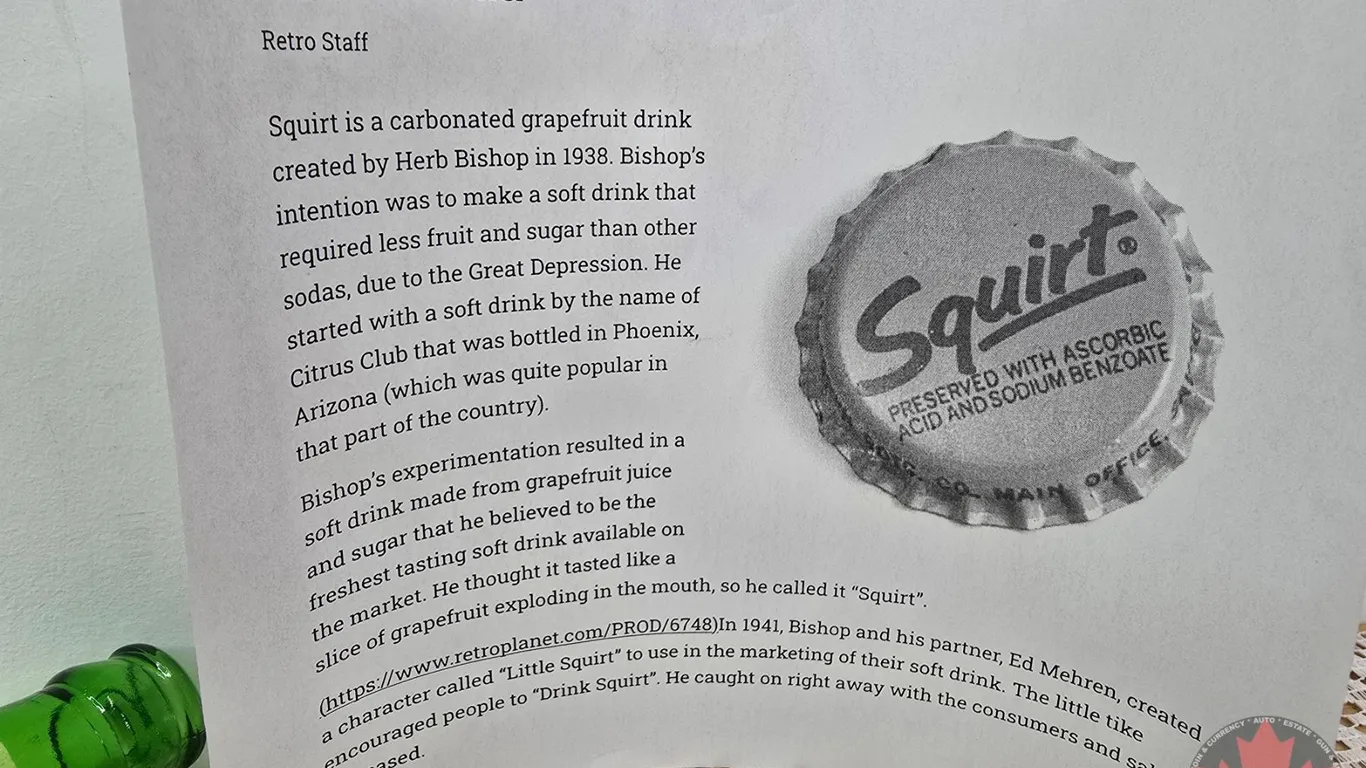 Retro Staff
Squirt is a carbonated grapefruit drink
created by Herb Bishop in 1938. Bishop's
intention was to make a soft drink that
required less fruit and sugar than other
sodas, due to the Great Depression. He
started with a soft drink by the name of
Citrus Club that was bottled in Phoenix,
Arizona (which was quite popular in
that part of the country).
Bishop's experimentation resulted in a
soft drink made from grapefruit juice
and sugar that he believed to be the
freshest tasting soft drink available on
the market. He thought it tasted like a
slice of grapefruit exploding in the mouth, so he called it “Squirt”.
(https://www.retroplanet.com/PROD/6748)In 1941, Bishop and his partner, Ed Mehren, created
a character called “Little Squirt” to use in the marketing of their soft drink. The little tike
encouraged people to “Drink Squirt”. He caught on right away with the consumers and
Squirt®
PRESERVED WITH ASCORBIC
ACID AND SODIUM BENZOATE
CO. MAIN OFFICE.
& CURRENCY * AUTO * ESTATE * GUN